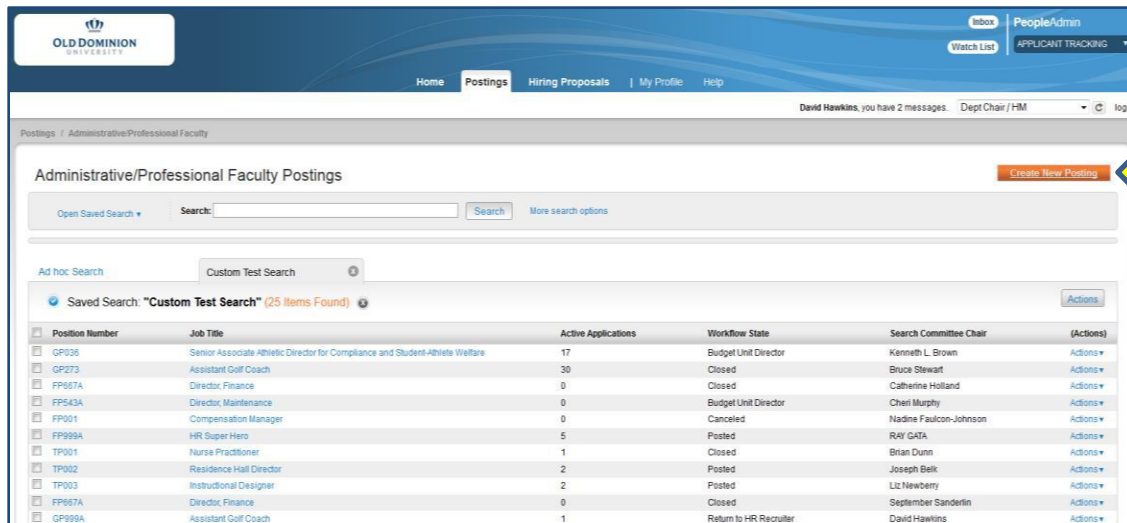 OLD DOMINION
UNIVERSITY
Inbox PeopleAdmin
Watch List APPLICANT TRACKING
Home Postings Hiring Proposals | My Profile Help
David Hawkins, you have 2 messages. Dept Chair / HM log
Postings / Administrative/Professional Faculty
Administrative/Professional Faculty Postings Create New Posting
Open Saved Search Search: Search More search options
Ad hoc Search Custom Test Search
Saved Search: "Custom Test Search" (25 Items Found) Actions
Position Number Job Title Active Applications Workflow State Search Committee Chair (Actions)
GP036 Senior Associate Athletic Director for Compliance and Student-Athlete Welfare 17 Budget Unit Director Kenneth L. Brown Actions
GP273 Assistant Golf Coach 30 Closed Bruce Stewart Actions
FP667A Director, Finance 0 Closed Catherine Holland Actions
FP543A Director, Maintenance 0 Budget Unit Director Cheri Murphy Actions
FP001 Compensation Manager 0 Canceled Nadine Faulcon-Johnson Actions
FP999A HR Super Hero 5 Posted RAY GATA Actions
TP001 Nurse Practitioner 1 Closed Brian Dunn Actions
TP002 Residence Hall Director 2 Posted Joseph Belk Actions
TP003 Instructional Designer 2 Posted Liz Newberry Actions
FP667A Director, Finance 0 Closed September Sanderlin Actions
GP999A Assistant Golf Coach 1 Return to HR Recruiter David Hawkins Actions